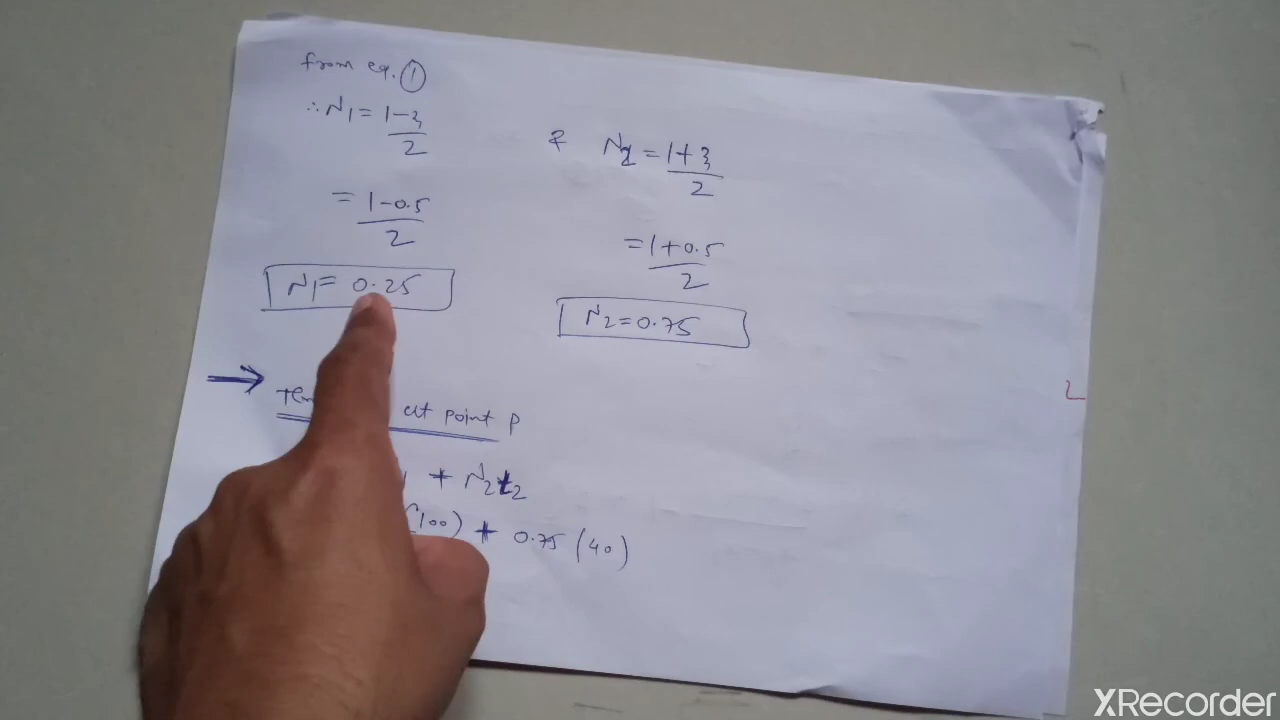 from eq. ①
∴ N1 = 1-ξ
2
& N2 = 1+ξ
2
= 1-0.5
2
= 1+0.5
2
N1 = 0.25
N2 = 0.75
at point P
+ N2t2
(100) + 0.75 (40)
XRecorder